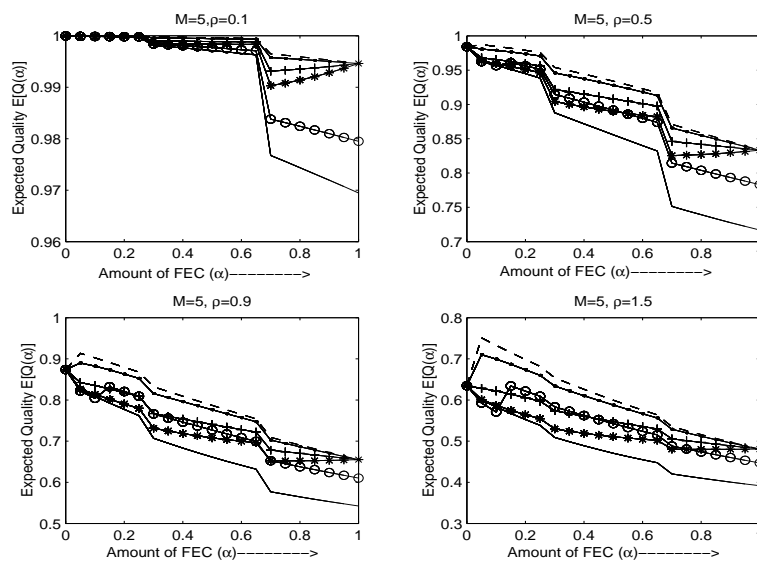 M=5,ρ=0.1
Expected Quality E[Q(α)]
1
0.99
0.98
0.97
0.96
0 0.2 0.4 0.6 0.8 1
Amount of FEC (α)-------->
M=5, ρ=0.5
Expected Quality E[Q(α)]
1
0.95
0.9
0.85
0.8
0.75
0.7
0 0.2 0.4 0.6 0.8 1
Amount of FEC (α)-------->
M=5, ρ=0.9
Expected Quality E[Q(α)]
1
0.9
0.8
0.7
0.6
0.5
0 0.2 0.4 0.6 0.8 1
Amount of FEC (α)-------->
M=5, ρ=1.5
Expected Quality E[Q(α)]
0.8
0.7
0.6
0.5
0.4
0.3
0 0.2 0.4 0.6 0.8 1
Amount of FEC (α)-------->